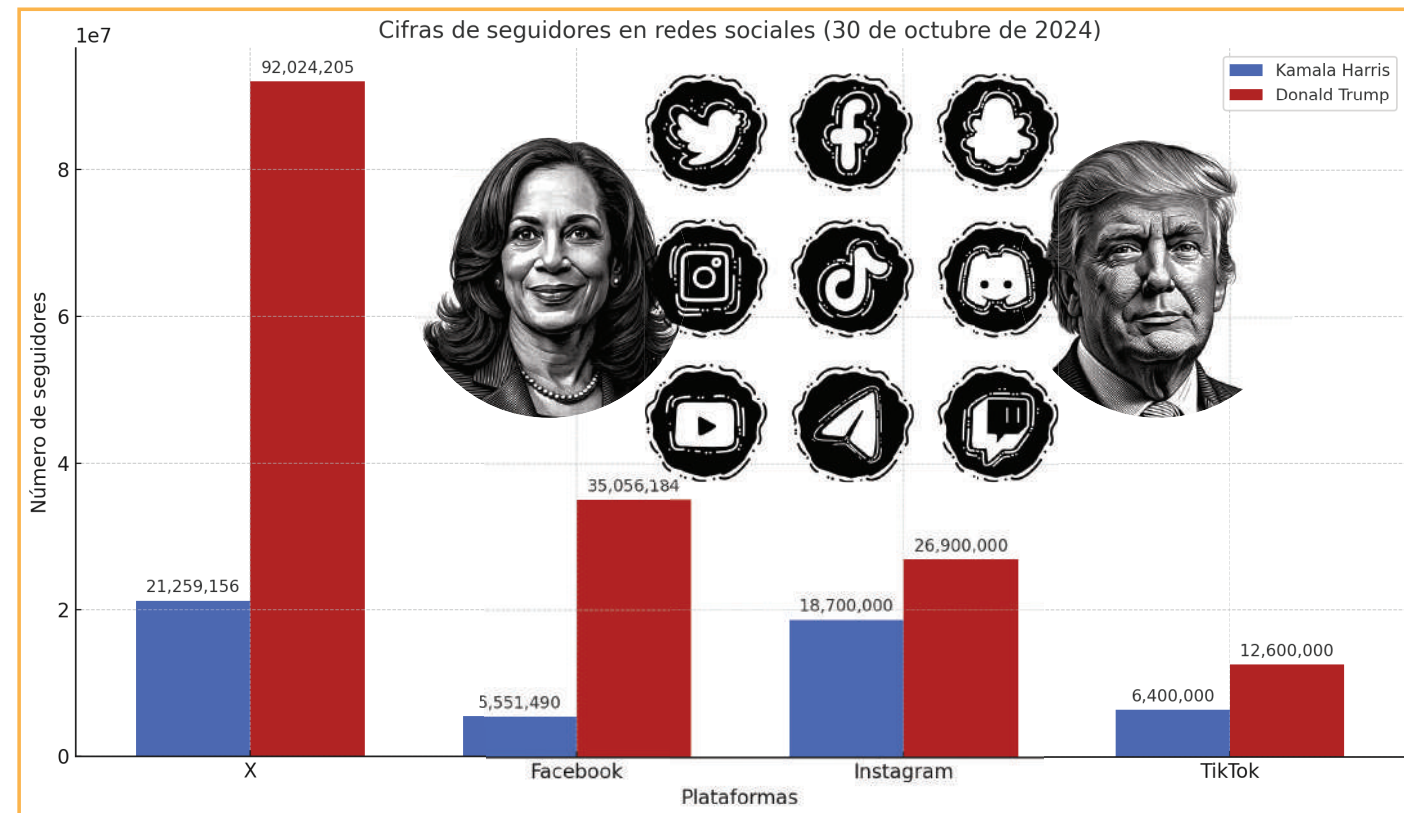 Cifras de seguidores en redes sociales (30 de octubre de 2024)
1e7
92,024,205
Kamala Harris
Donald Trump
8
6
4
2
0
Número de seguidores
35,056,184
26,900,000
21,259,156
18,700,000
12,600,000
5,551,490
6,400,000
X
Facebook
Instagram
TikTok
Plataformas